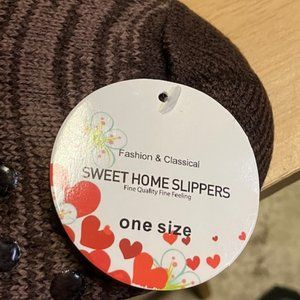 Fashion & Classical
SWEET HOME SLIPPERS
Fine Quality Fine Feeling
one size